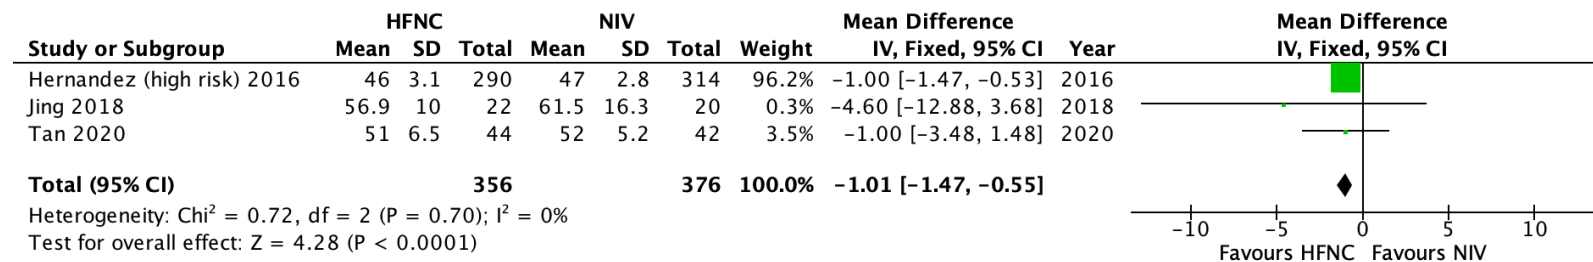 HFNC NIV Mean Difference Mean Difference
Study or Subgroup Mean SD Total Mean SD Total Weight IV, Fixed, 95% CI Year IV, Fixed, 95% CI
Hernandez (high risk) 2016 46 3.1 290 47 2.8 314 96.2% −1.00 [−1.47, −0.53] 2016
Jing 2018 56.9 10 22 61.5 16.3 20 0.3% −4.60 [−12.88, 3.68] 2018
Tan 2020 51 6.5 44 52 5.2 42 3.5% −1.00 [−3.48, 1.48] 2020
Total (95% CI) 356 376 100.0% −1.01 [−1.47, −0.55]
Heterogeneity: Chi² = 0.72, df = 2 (P = 0.70); I² = 0%
Test for overall effect: Z = 4.28 (P < 0.0001)
−10 −5 0 5 10
Favours HFNC Favours NIV